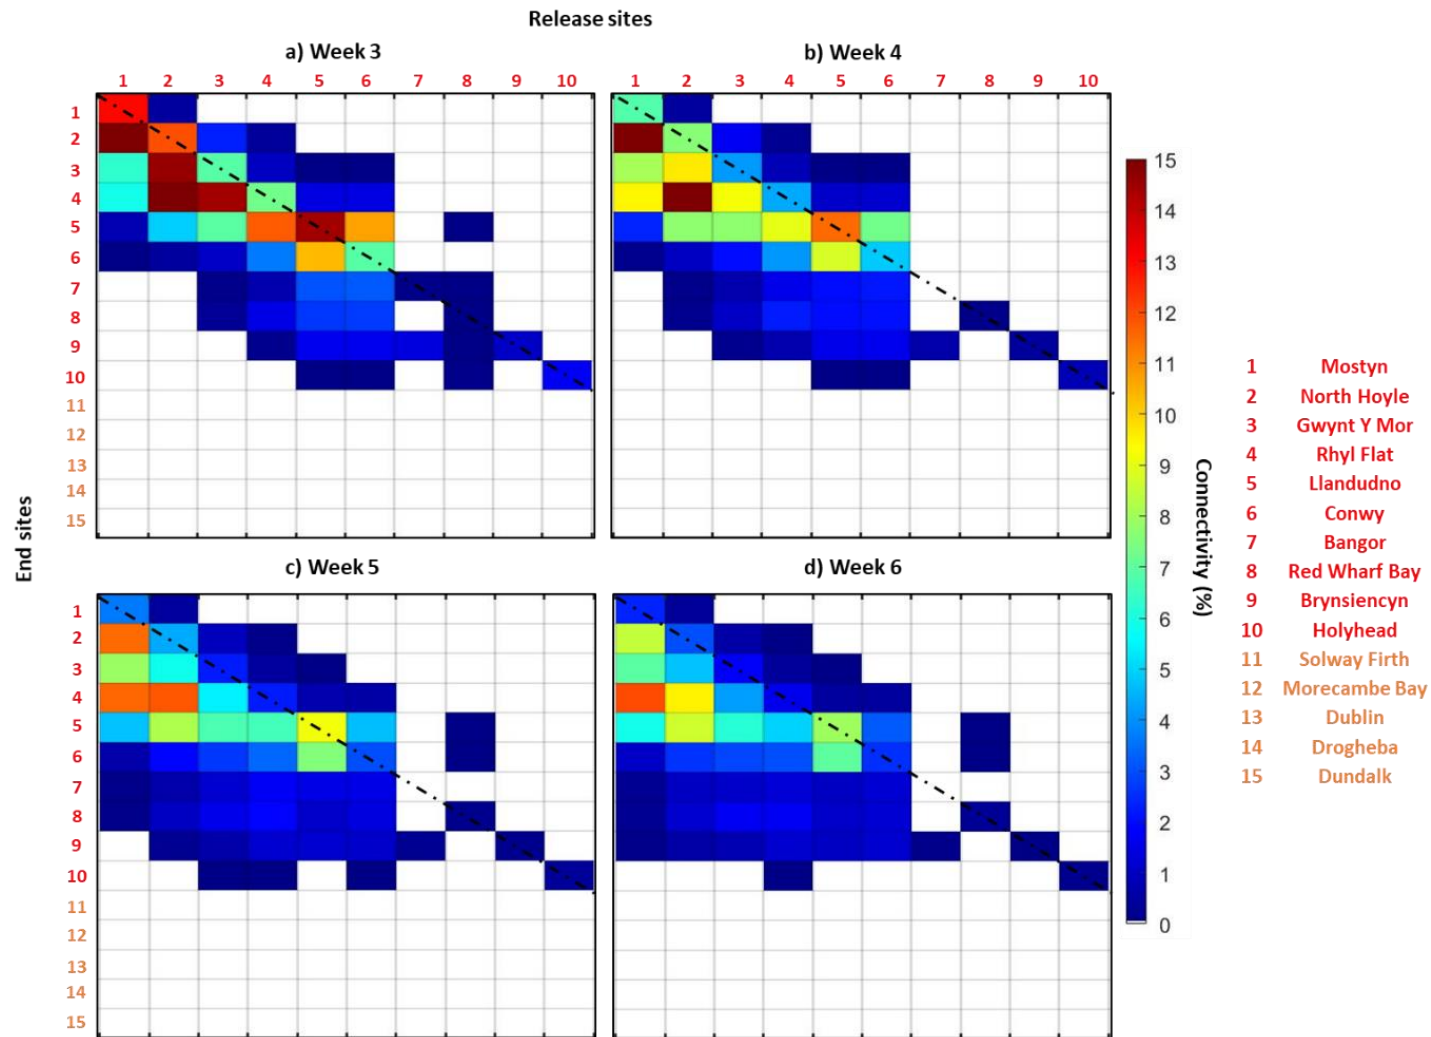 Release sites
a) Week 3
b) Week 4
1 2 3 4 5 6 7 8 9 10
1 2 3 4 5 6 7 8 9 10
1
2
3
4
5
6
7
8
9
10
11
12
13
14
15
End sites
c) Week 5
d) Week 6
1
2
3
4
5
6
7
8
9
10
11
12
13
14
15
15
14
13
12
11
10
9
8
7
6
5
4
3
2
1
0
Connectivity (%)
1 Mostyn
2 North Hoyle
3 Gwynt Y Mor
4 Rhyl Flat
5 Llandudno
6 Conwy
7 Bangor
8 Red Wharf Bay
9 Brynsiencyn
10 Holyhead
11 Solway Firth
12 Morecambe Bay
13 Dublin
14 Drogheba
15 Dundalk